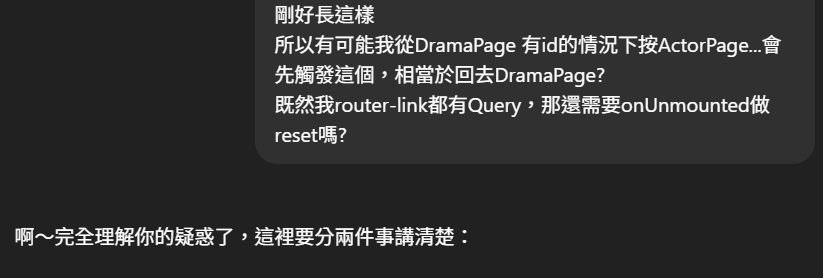 剛好長這樣
所以有可能我從DramaPage 有id的情況下按ActorPage...會
先觸發這個，相當於回去DramaPage?
既然我router-link都有Query，那還需要onUnmounted做
reset嗎?
啊～完全理解你的疑惑了，這裡要分兩件事講清楚：